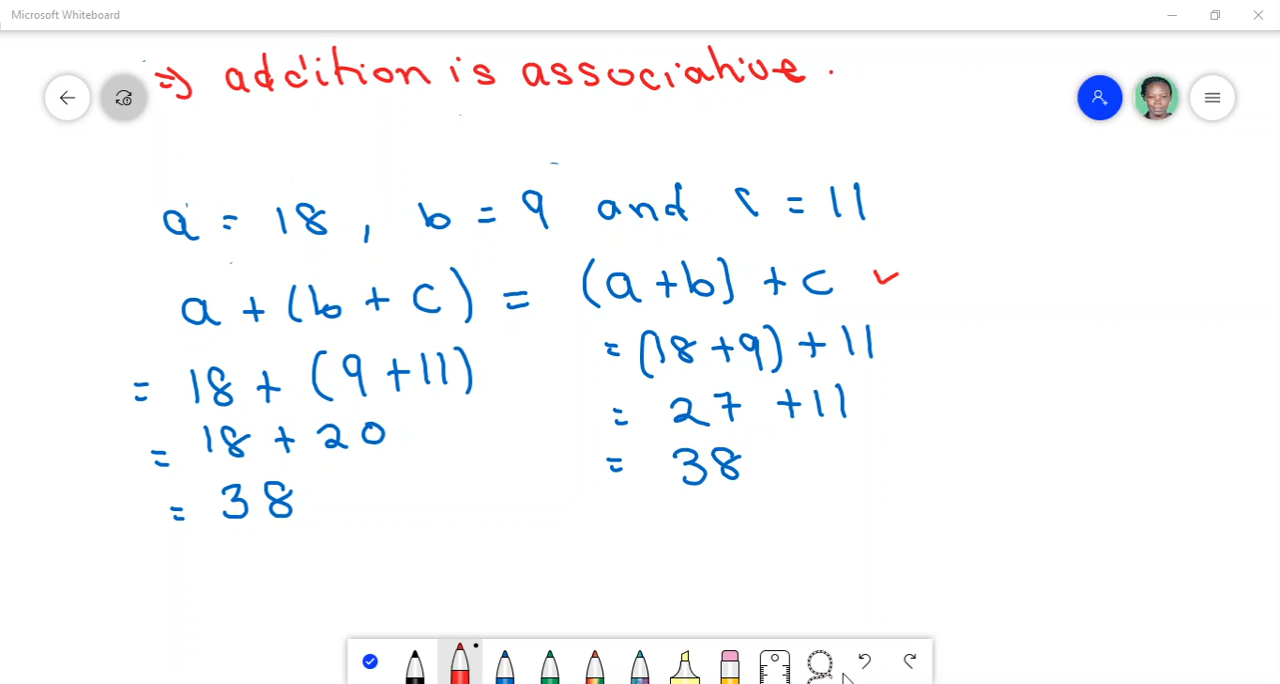 Microsoft Whiteboard
=> addition is associative.
a = 18, b = 9 and c = 11
a + (b + c) = (a + b) + c ✓
= 18 + (9 + 11)
= 18 + 20
= 38
= (18 + 9) + 11
= 27 + 11
= 38